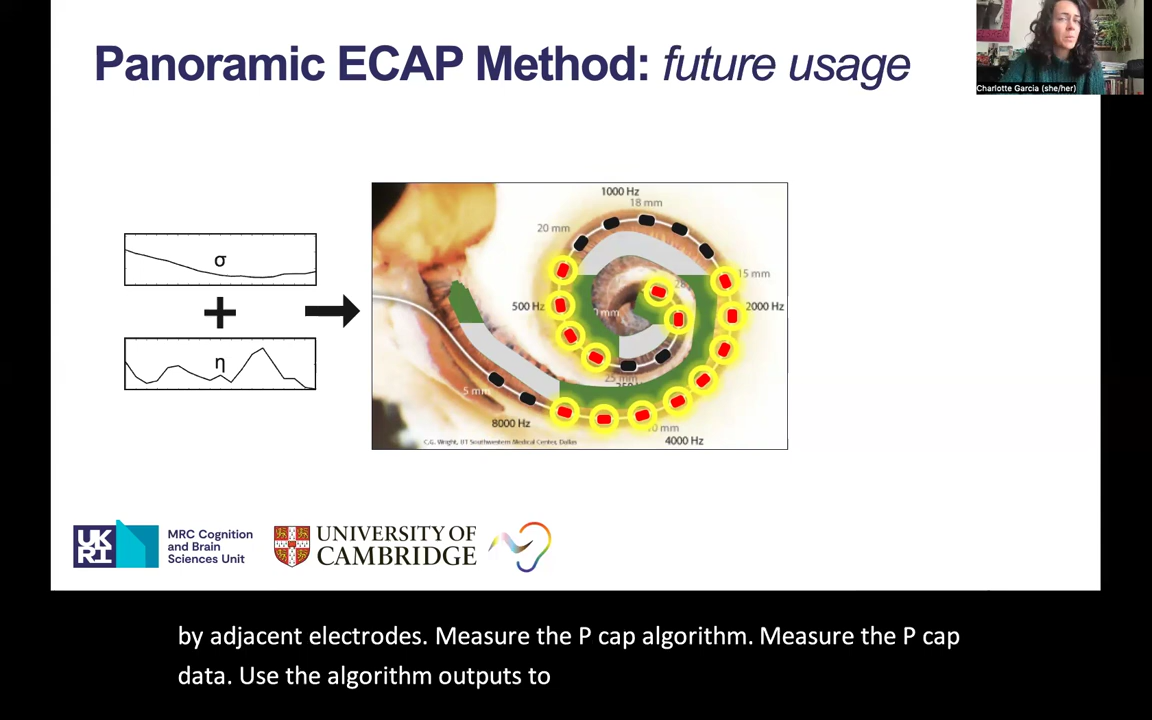 Panoramic ECAP Method: future usage
Charlotte Garcia (she/her)
1000 Hz
18 mm
20 mm
σ
15 mm
+
500 Hz
2000 Hz
η
5 mm
25 mm
8000 Hz
4000 Hz
C.G. Wright, UT Southwestern Medical Center, Dallas
UK
RI
MRC Cognition
and Brain
Sciences Unit
UNIVERSITY OF
CAMBRIDGE
by adjacent electrodes. Measure the P cap algorithm. Measure the P cap
data. Use the algorithm outputs to